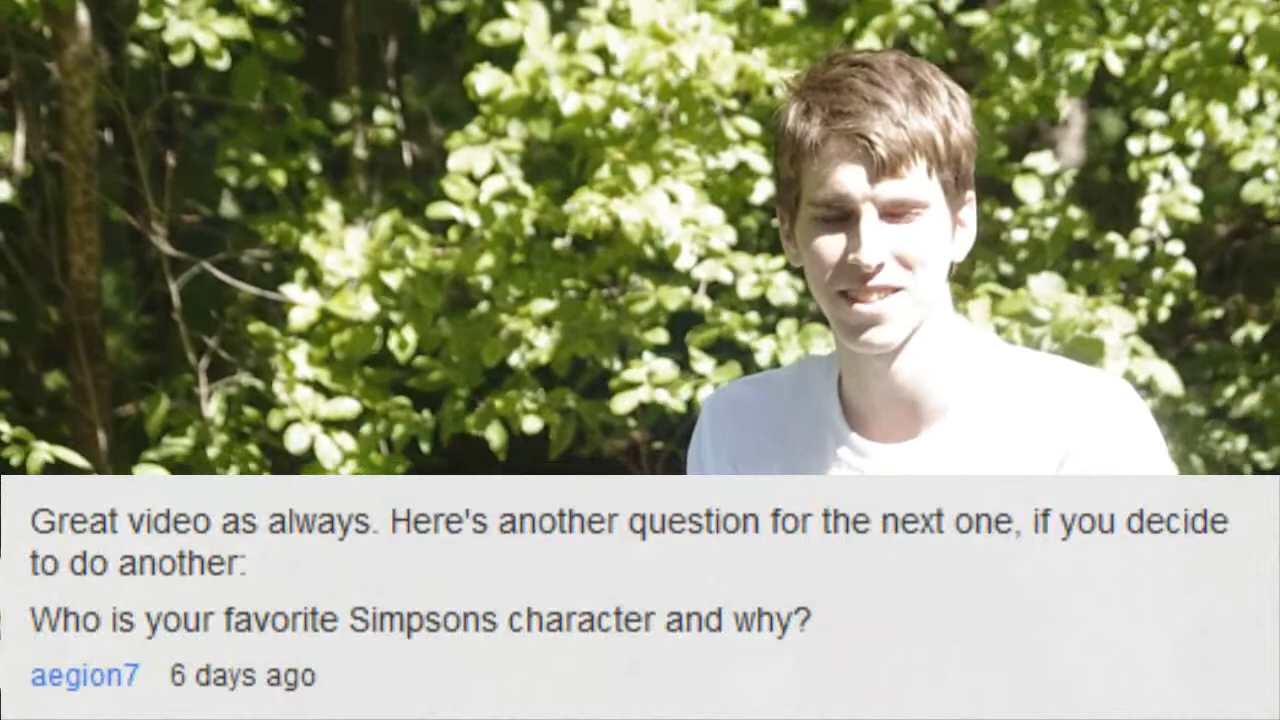 Great video as always. Here's another question for the next one, if you decide
to do another:
Who is your favorite Simpsons character and why?
aegion7 6 days ago